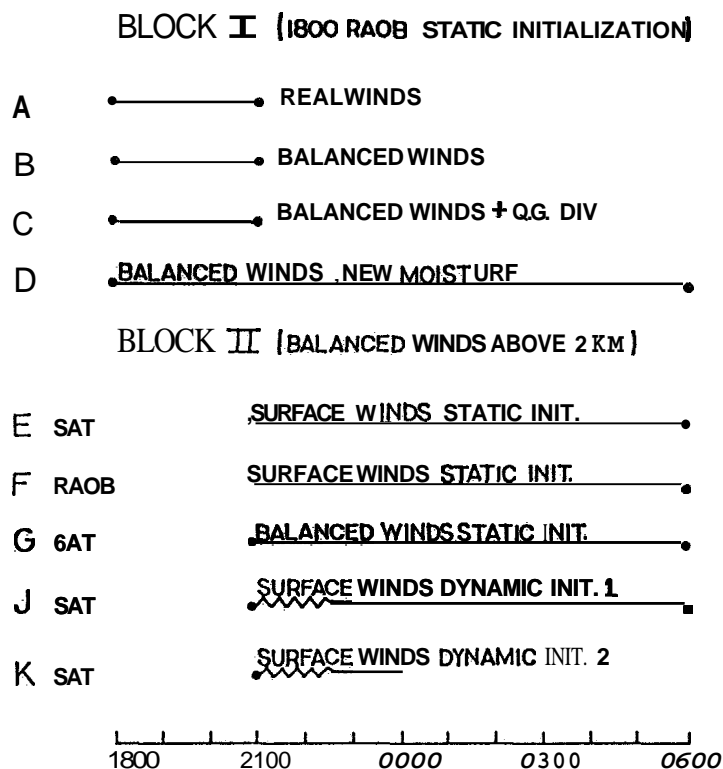 BLOCK I (1800 RAOB STATIC INITIALIZATION)
A REALWINDS
B BALANCED WINDS
C BALANCED WINDS + Q.G. DIV
D BALANCED WINDS , NEW MOISTURF
BLOCK II (BALANCED WINDS ABOVE 2 KM)
E SAT SURFACE WINDS STATIC INIT.
F RAOB SURFACE WINDS STATIC INIT.
G 6AT BALANCED WINDS STATIC INIT.
J SAT SURFACE WINDS DYNAMIC INIT. 1
K SAT SURFACE WINDS DYNAMIC INIT. 2
1800 2100 0000 0300 0600